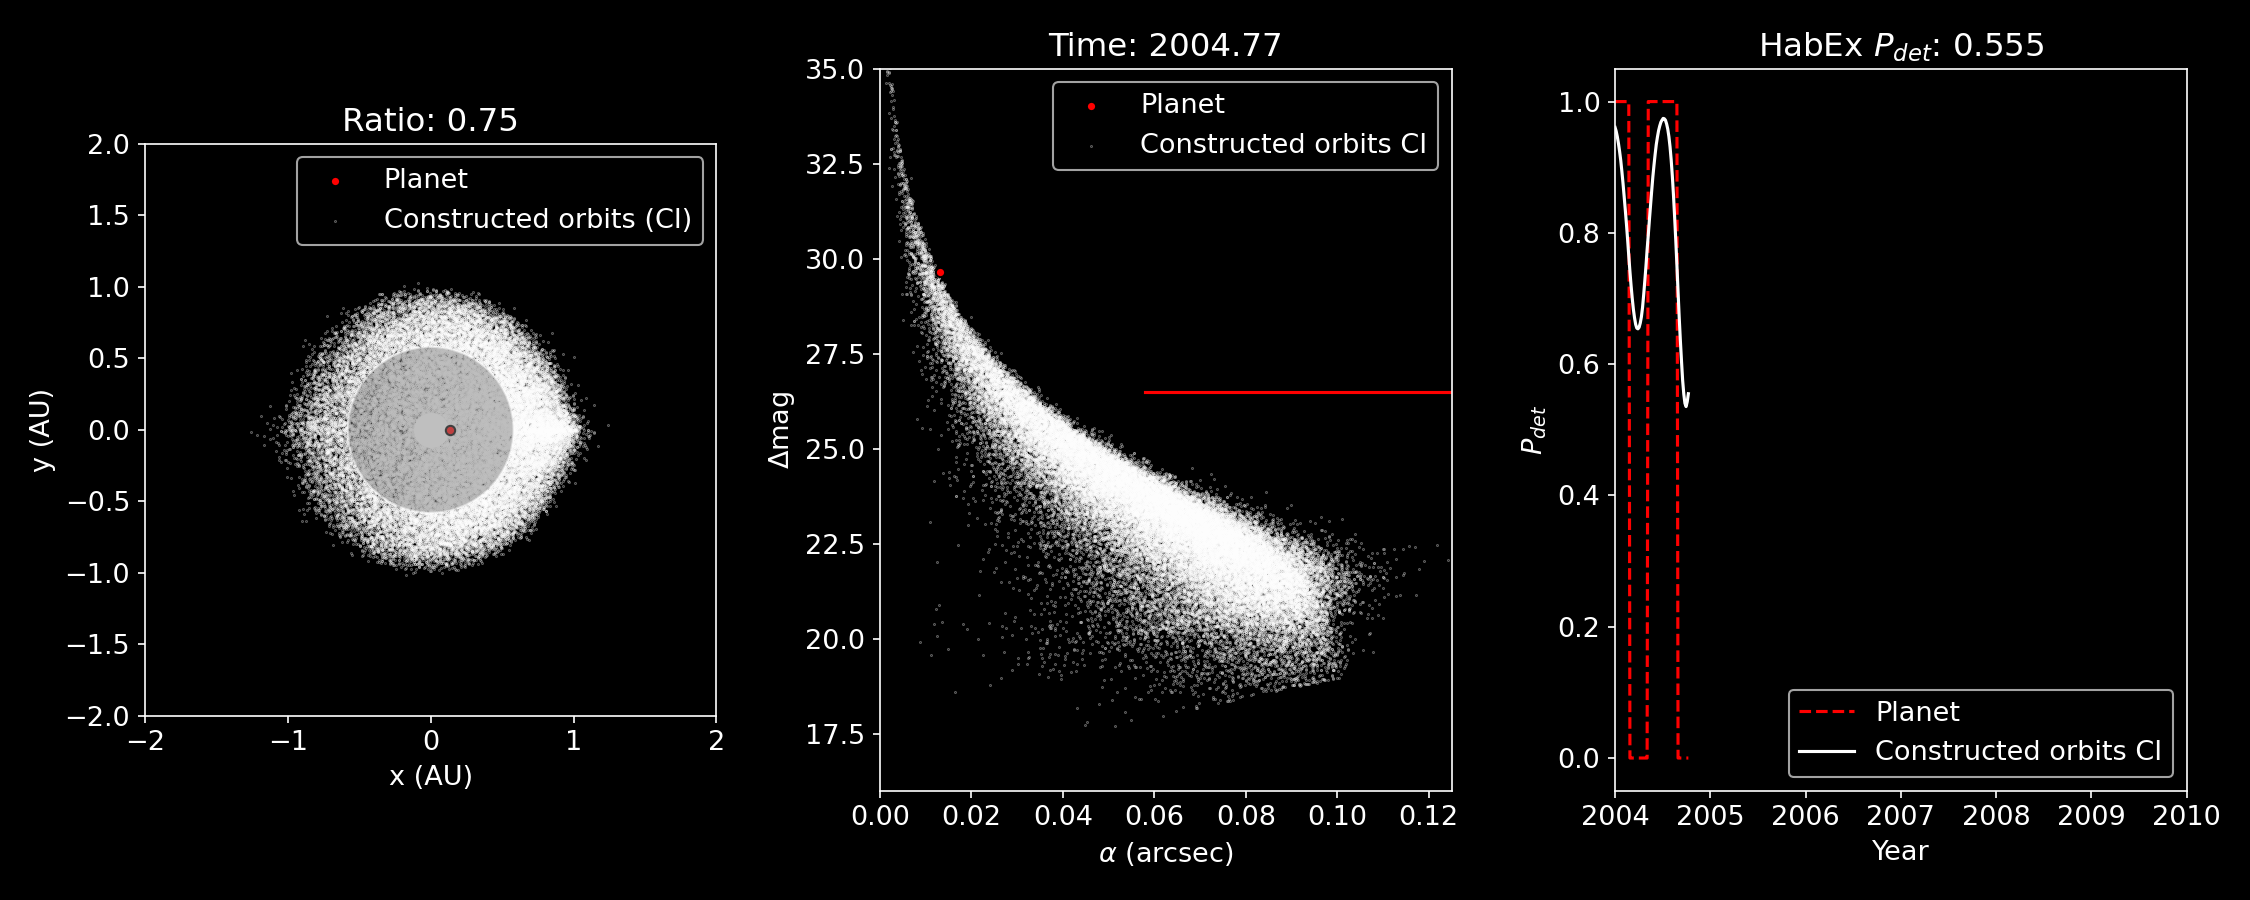 Ratio: 0.75
Planet
Constructed orbits (CI)
2.0
1.5
1.0
0.5
0.0
−0.5
−1.0
−1.5
−2.0
−2
−1
0
1
2
x (AU)
y (AU)
Time: 2004.77
Planet
Constructed orbits CI
35.0
32.5
30.0
27.5
25.0
22.5
20.0
17.5
0.00
0.02
0.04
0.06
0.08
0.10
0.12
α (arcsec)
Δmag
HabEx P_det: 0.555
1.0
0.8
0.6
0.4
0.2
0.0
Planet
Constructed orbits CI
2004
2005
2006
2007
2008
2009
2010
Year
P_det